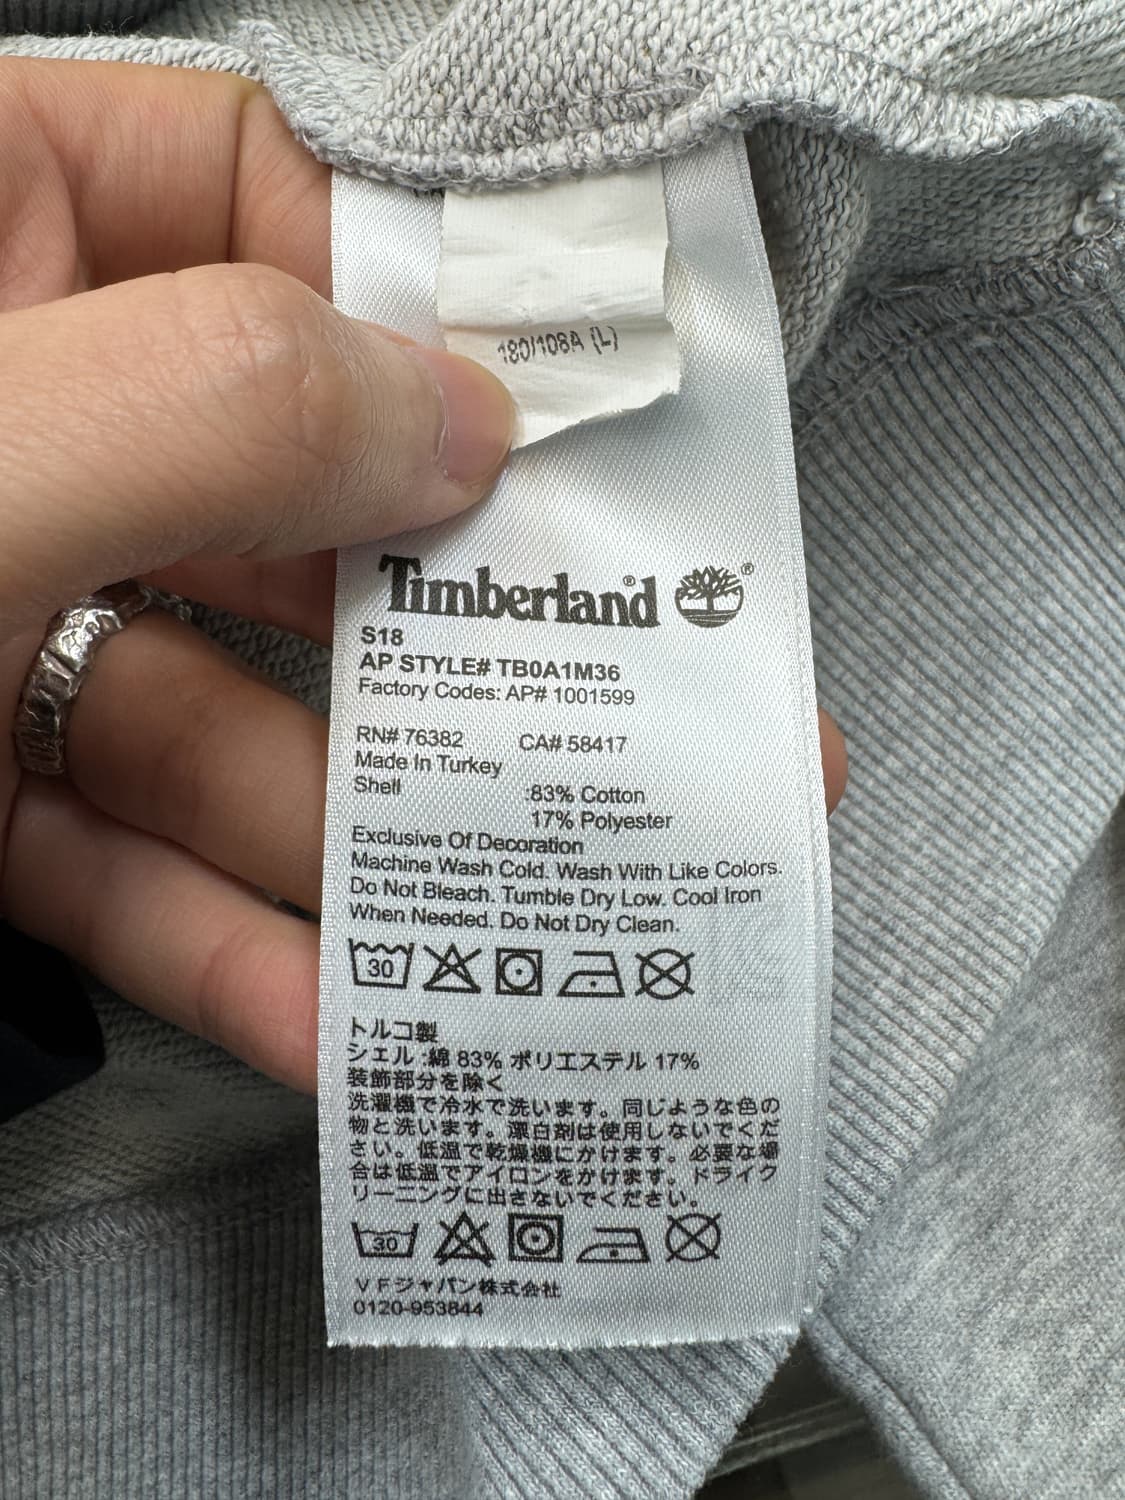 180/108A (L)
Timberland® ®
S18
AP STYLE# TB0A1M36
Factory Codes: AP# 1001599
RN# 76382 CA# 58417
Made In Turkey
Shell :83% Cotton
17% Polyester
Exclusive Of Decoration
Machine Wash Cold. Wash With Like Colors.
Do Not Bleach. Tumble Dry Low. Cool Iron
When Needed. Do Not Dry Clean.
30
トルコ製
シェル :綿 83% ポリエステル 17%
装飾部分を除く
洗濯機で冷水で洗います。同じような色の
物と洗います。漂白剤は使用しないでくだ
さい。低温で乾燥機にかけます。必要な場
合は低温でアイロンをかけます。ドライク
リーニングに出さないでください。
30
VFジャパン株式会社
0120-953844